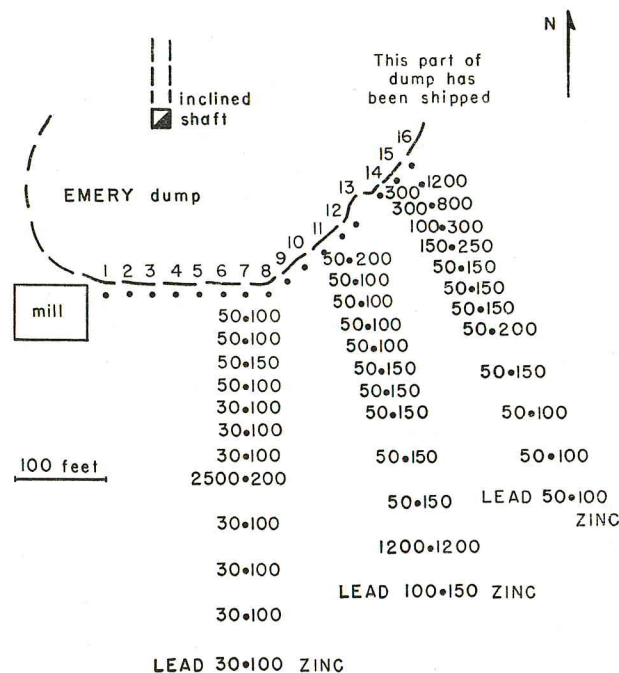 N
This part of
dump has
been shipped
inclined
shaft
EMERY dump
16
15
14
13
12
11
10
9
1 2 3 4 5 6 7 8
mill
100 feet
50•100
50•100
50•150
50•100
30•100
30•100
30•100
2500•200
30•100
30•100
30•100
LEAD 30•100 ZINC
50•200
50•100
50•100
50•100
50•100
50•150
50•150
50•150
50•150
50•150
1200•1200
LEAD 100•150 ZINC
300•1200
300•800
100•300
150•250
50•150
50•150
50•150
50•200
50•150
50•100
50•100
LEAD 50•100
ZINC